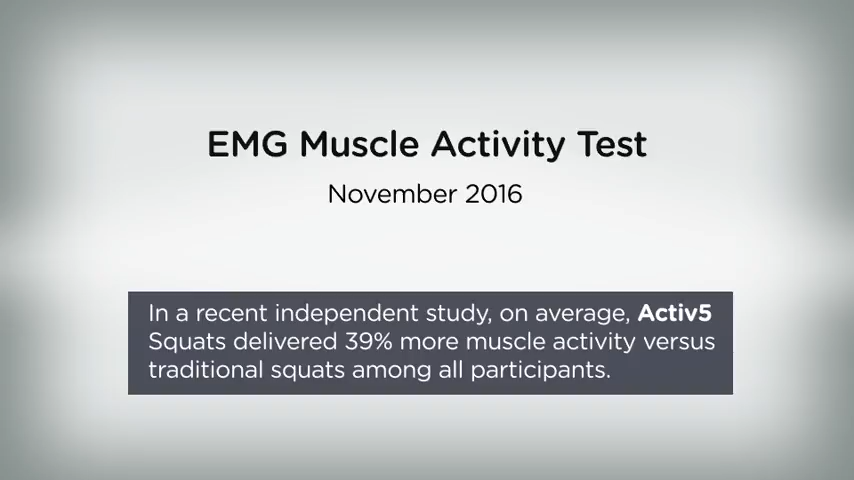 EMG Muscle Activity Test
November 2016
In a recent independent study, on average, Activ5
Squats delivered 39% more muscle activity versus
traditional squats among all participants.